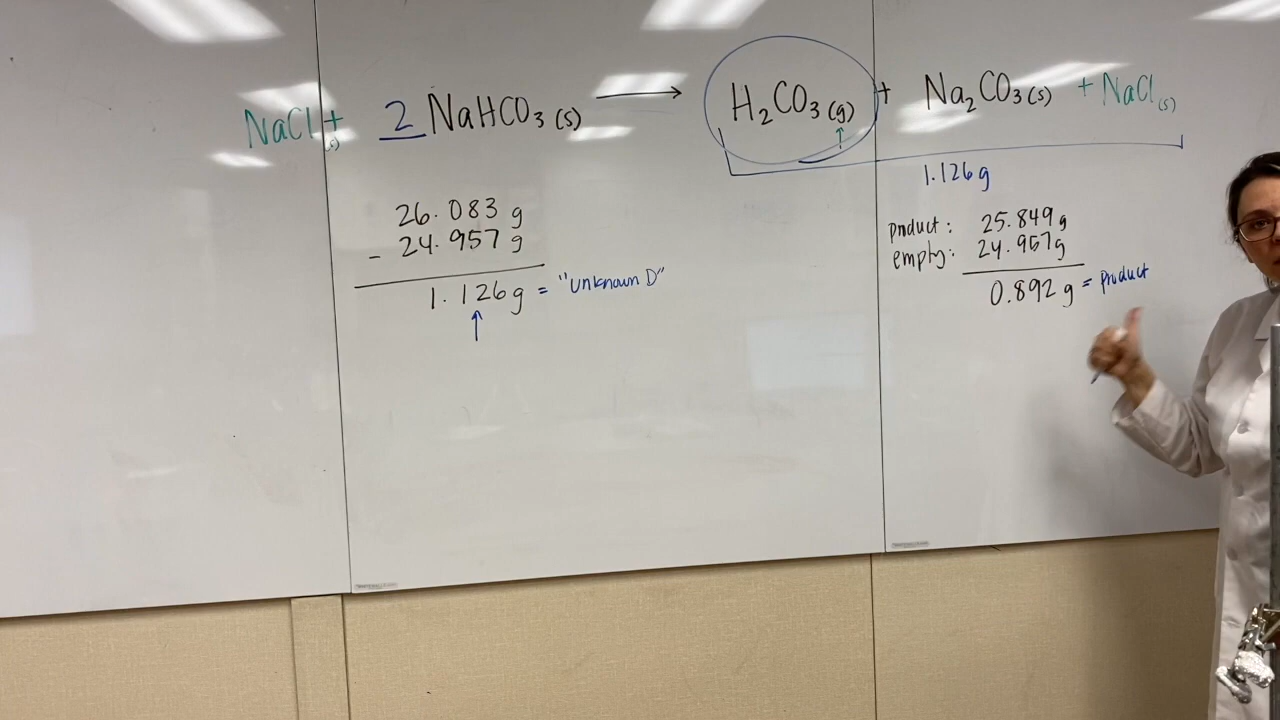 NaCl(s) + 2 NaHCO3 (s) → H2CO3 (g) ↑ + Na2CO3 (s) + NaCl (s)
1.126 g
26.083 g
- 24.957 g
1.126 g = "Unknown D"
↑
product: 25.849 g
empty: 24.957 g
0.892 g = product